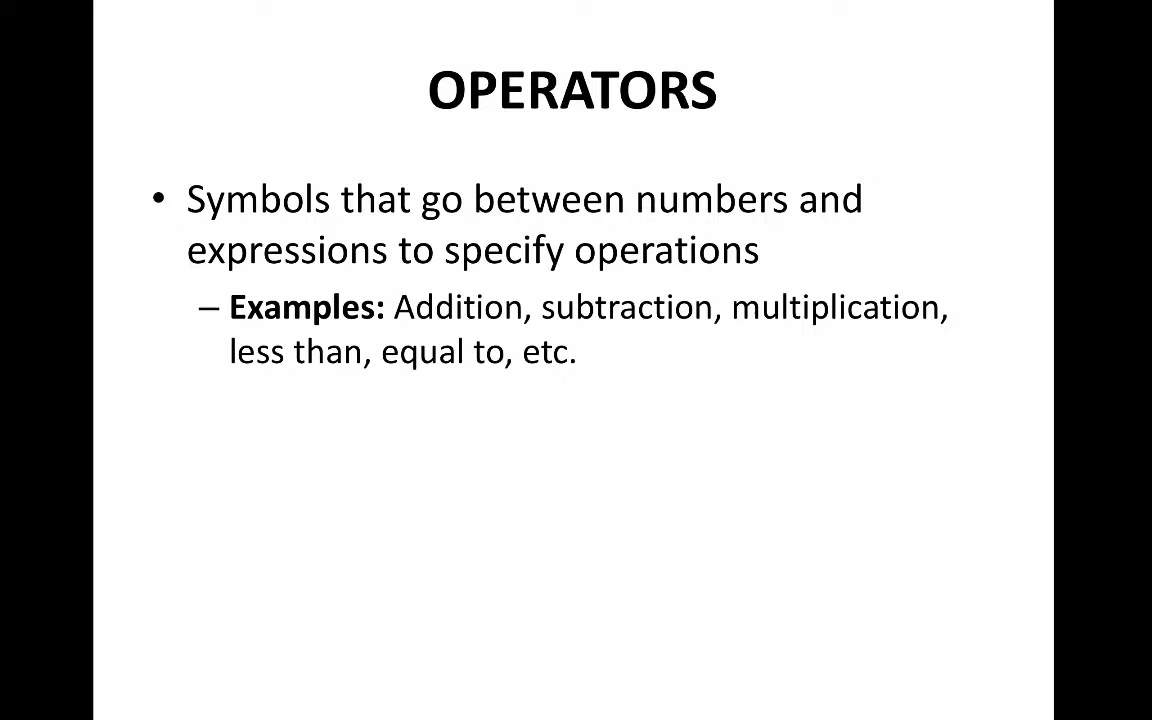 OPERATORS
• Symbols that go between numbers and
expressions to specify operations
– Examples: Addition, subtraction, multiplication,
less than, equal to, etc.